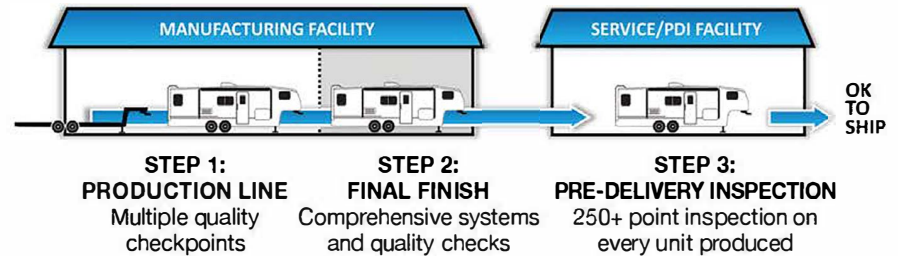 MANUFACTURING FACILITY
SERVICE/PDI FACILITY
OK
TO
SHIP
STEP 1:
PRODUCTION LINE
Multiple quality
checkpoints
STEP 2:
FINAL FINISH
Comprehensive systems
and quality checks
STEP 3:
PRE-DELIVERY INSPECTION
250+ point inspection on
every unit produced